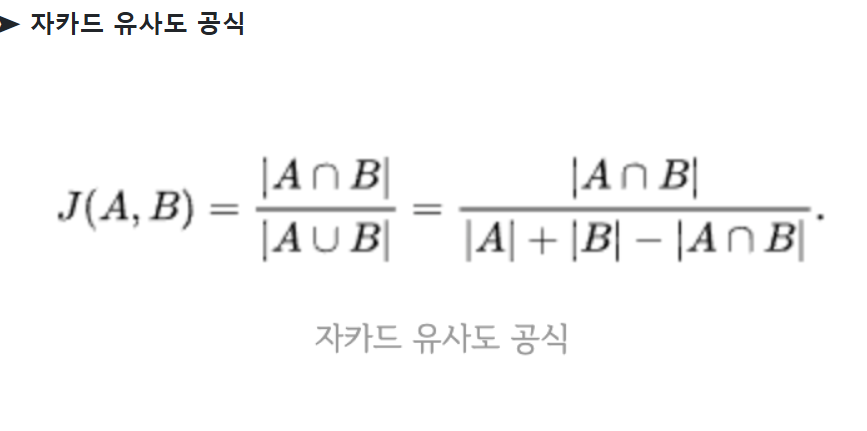 ➤ 자카드 유사도 공식
J(A, B) = |A ∩ B| / |A ∪ B| = |A ∩ B| / |A| + |B| − |A ∩ B| .
자카드 유사도 공식